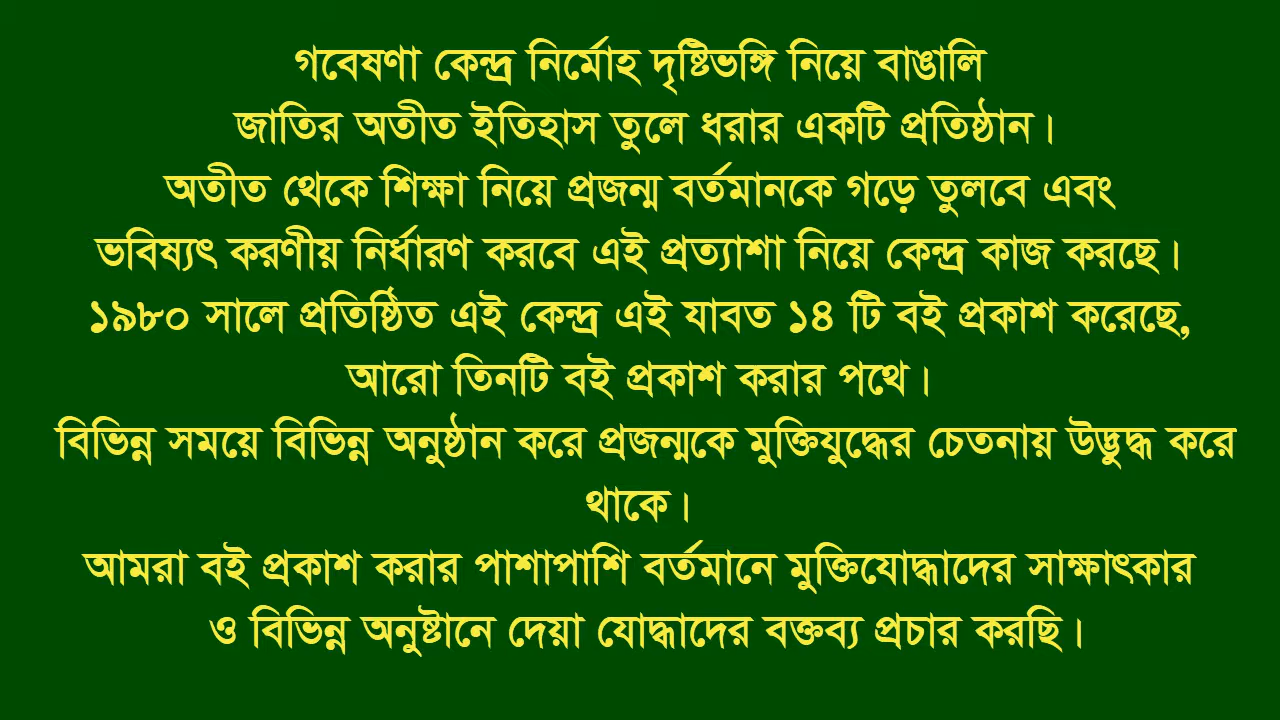 গবেষণা কেন্দ্র নির্মোহ দৃষ্টিভঙ্গি নিয়ে বাঙালি
জাতির অতীত ইতিহাস তুলে ধরার একটি প্রতিষ্ঠান।
অতীত থেকে শিক্ষা নিয়ে প্রজন্ম বর্তমানকে গড়ে তুলবে এবং
ভবিষ্যৎ করণীয় নির্ধারণ করবে এই প্রত্যাশা নিয়ে কেন্দ্র কাজ করছে।
১৯৮০ সালে প্রতিষ্ঠিত এই কেন্দ্র এই যাবত ১৪ টি বই প্রকাশ করেছে,
আরো তিনটি বই প্রকাশ করার পথে।
বিভিন্ন সময়ে বিভিন্ন অনুষ্ঠান করে প্রজন্মকে মুক্তিযুদ্ধের চেতনায় উদ্ভুদ্ধ করে
থাকে।
আমরা বই প্রকাশ করার পাশাপাশি বর্তমানে মুক্তিযোদ্ধাদের সাক্ষাৎকার
ও বিভিন্ন অনুষ্টানে দেয়া যোদ্ধাদের বক্তব্য প্রচার করছি।